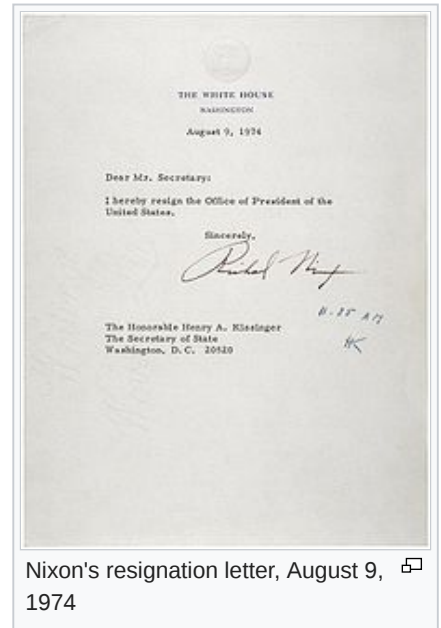 THE WHITE HOUSE
WASHINGTON
August 9, 1974
Dear Mr. Secretary:
I hereby resign the Office of President of the
United States.
Sincerely,
Richard Nixon
11.35 AM
HK
The Honorable Henry A. Kissinger
The Secretary of State
Washington, D. C. 20520
Nixon's resignation letter, August 9,
1974